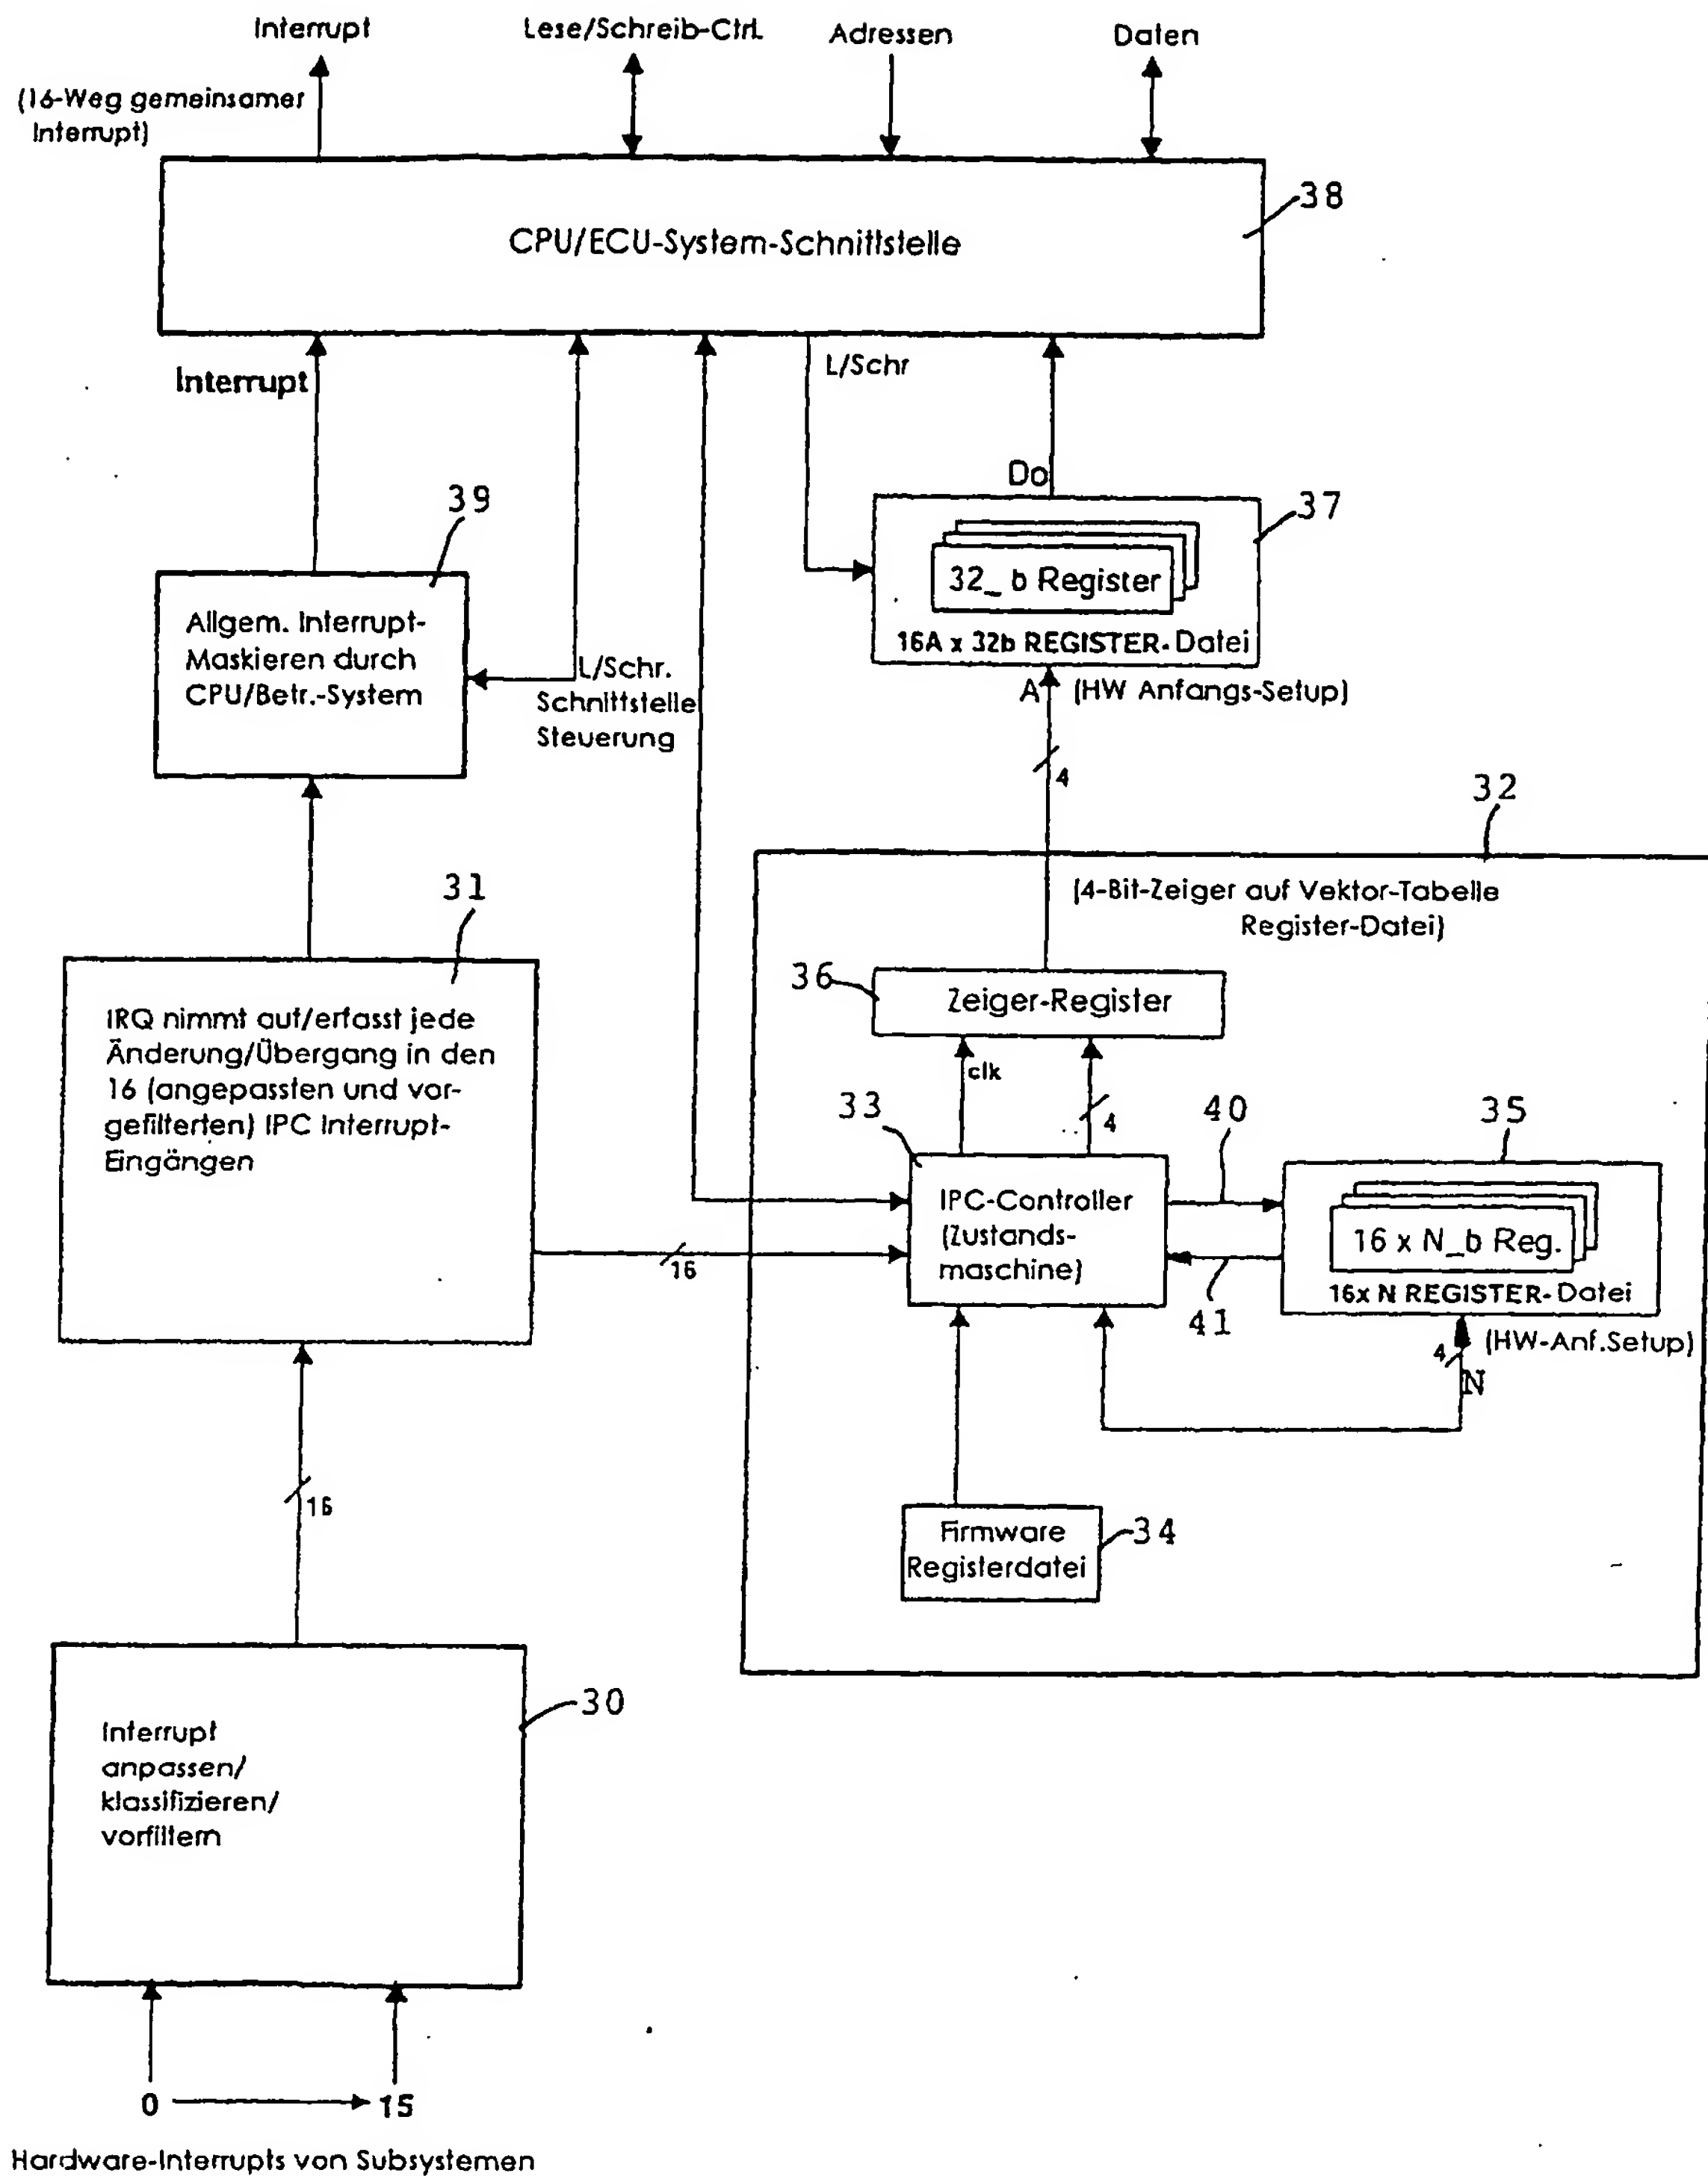 Interrupt
Lese/Schreib-Ctrl.
Adressen
Daten
(16-Weg gemeinsamer
Interrupt)
38
CPU/ECU-System-Schnittstelle
Interrupt
L/Schr
Do
37
39
32_ b Register
16A x 32b REGISTER-Datei
Allgem. Interrupt-
Maskieren durch
CPU/Betr.-System
L/Schr.
Schnittstelle
Steuerung
A
(HW Anfangs-Setup)
4
32
(4-Bit-Zeiger auf Vektor-Tabelle
Register-Datei)
31
36
Zeiger-Register
IRQ nimmt auf/erfasst jede
Änderung/Übergang in den
16 (angepassten und vor-
gefilterten) IPC Interrupt-
Eingängen
clk
4
33
40
35
IPC-Controller
(Zustands-
maschine)
16 x N_b Reg.
16x N REGISTER-Datei
16
41
4
(HW-Anf.Setup)
N
16
Firmware
Registerdatei
34
30
Interrupt
anpassen/
klassifizieren/
vorfiltern
0
15
Hardware-Interrupts von Subsystemen